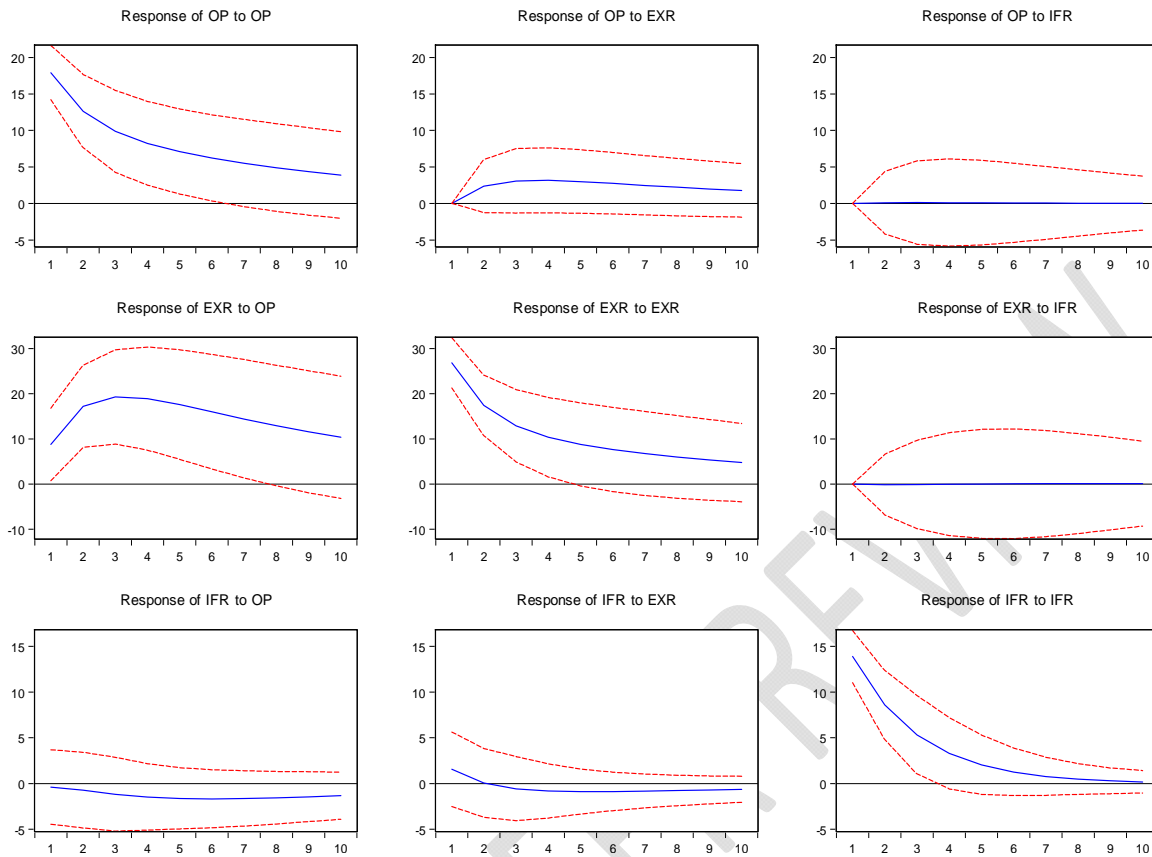 Response of OP to OP
20
15
10
5
0
-5
1 2 3 4 5 6 7 8 9 10
Response of OP to EXR
20
15
10
5
0
-5
1 2 3 4 5 6 7 8 9 10
Response of OP to IFR
20
15
10
5
0
-5
1 2 3 4 5 6 7 8 9 10
Response of EXR to OP
30
20
10
0
-10
1 2 3 4 5 6 7 8 9 10
Response of EXR to EXR
30
20
10
0
-10
1 2 3 4 5 6 7 8 9 10
Response of EXR to IFR
30
20
10
0
-10
1 2 3 4 5 6 7 8 9 10
Response of IFR to OP
15
10
5
0
-5
1 2 3 4 5 6 7 8 9 10
Response of IFR to EXR
15
10
5
0
-5
1 2 3 4 5 6 7 8 9 10
Response of IFR to IFR
15
10
5
0
-5
1 2 3 4 5 6 7 8 9 10